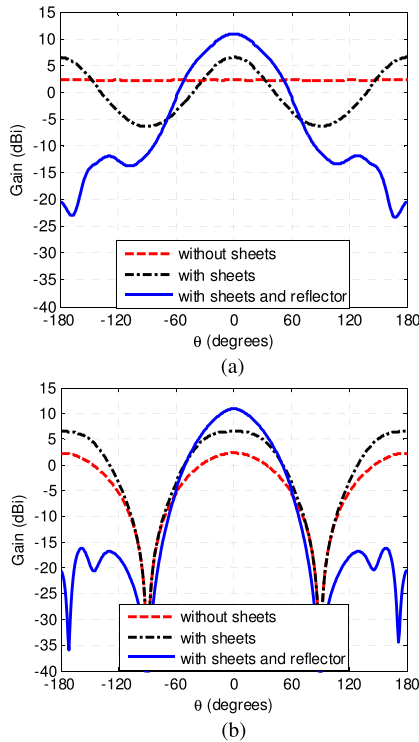 15
10
5
0
-5
-10
-15
-20
-25
-30
-35
-40
Gain (dBi)
without sheets
with sheets
with sheets and reflector
-180 -120 -60 0 60 120 180
θ (degrees)
(a)
15
10
5
0
-5
-10
-15
-20
-25
-30
-35
-40
Gain (dBi)
without sheets
with sheets
with sheets and reflector
-180 -120 -60 0 60 120 180
θ (degrees)
(b)